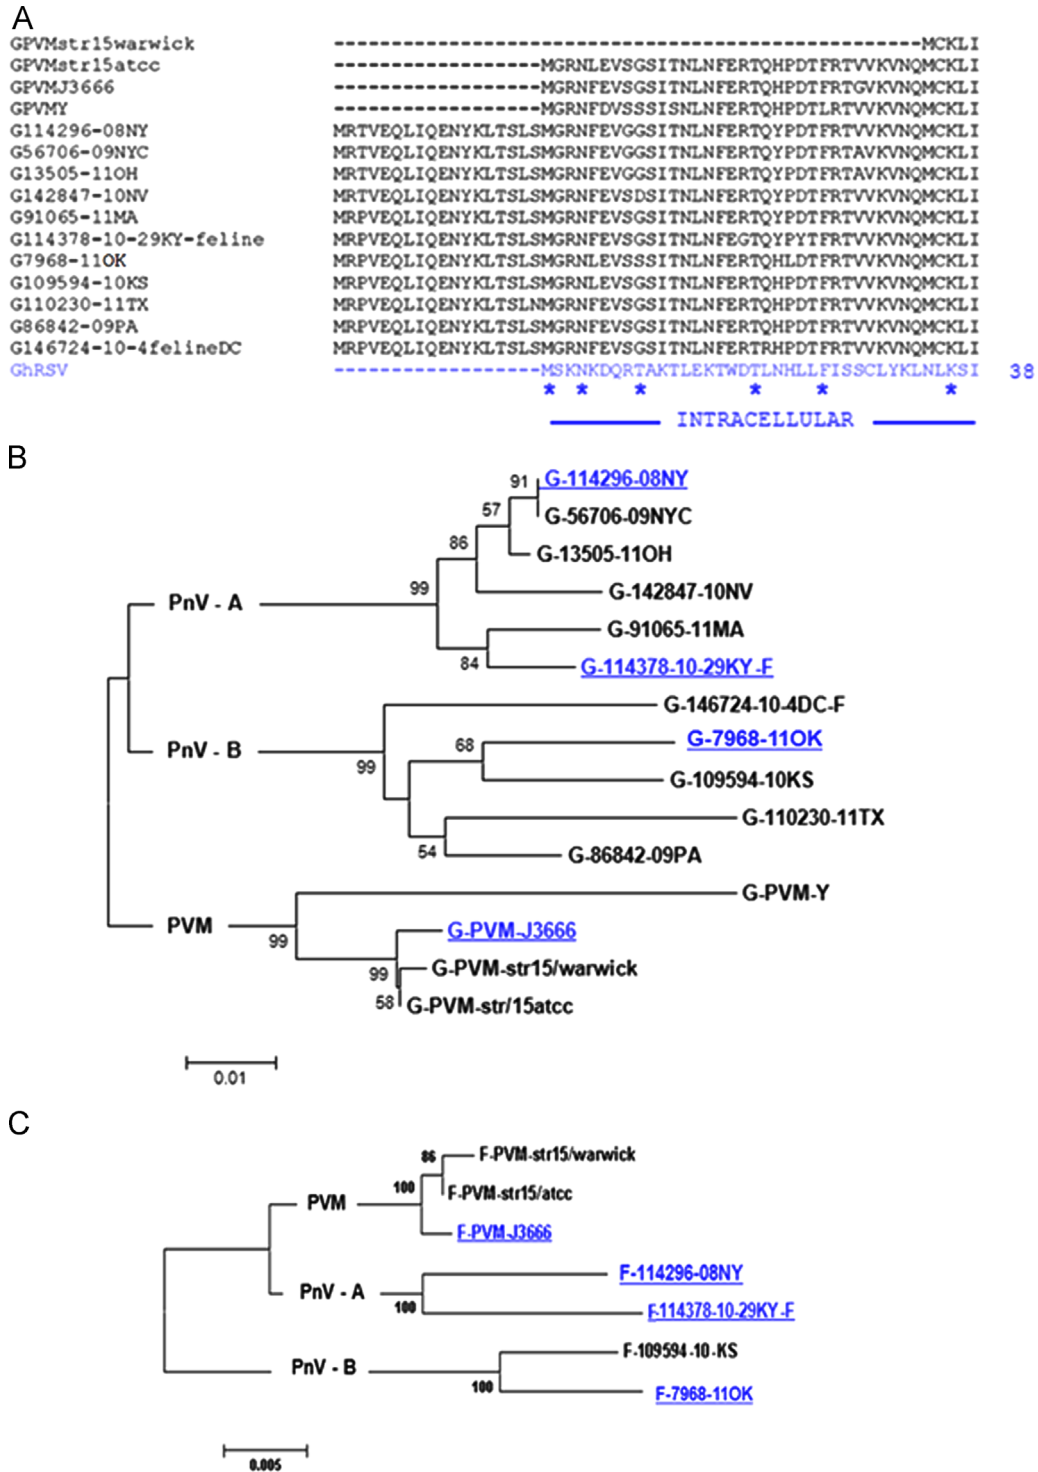 A
GPVMstr15warwick ------------------------------------------------------MCKLI
GPVMstr15atcc -------------------MGRNLEVSGSITNLNFERTQHPDTFRTVVKVNQMCKLI
GPVMJ3666 -------------------MGRNFEVSGSITNLNFERTQHPDTFRTGVKVNQMCKLI
GPVMY -------------------MGRNFDVSSSISNLNFERTQHPDTLRTVVKVNQMCKLI
G114296-08NY MRTVEQLIQENYKLTSLSMGRNFEVGGSITNLNFERTQYPDTFRTVVKVNQMCKLI
G56706-09NYC MRTVEQLIQENYKLTSLSMGRNFEVGGSITNLNFERTQYPDTFRTAVKVNQMCKLI
G13505-11OH MRTVEQLIQENYKLTSLSMGRNFEVGGSITNLNFERTQYPDTFRTAVKVNQMCKLI
G142847-10NV MRTVEQLIQENYKLTSLSMGRNFEVSDSITNLNFERTQYPDTFRTVVKVNQMCKLI
G91065-11MA MRPVEQLIQENYKLTSLSMGRNFEVSGSITNLNFERTQYPDTFRTVVKVNQMCKLI
G114378-10-29KY-feline MRPVEQLIQENYKLTSLSMGRNFEVSSSITNLNFEGTQYPYTFRTVVKVNQMCKLI
G7968-11OK MRPVEQLIQENYKLTSLSMGRNFEVSGSITNLNFERTQHLDTFRTVVKVNQMCKLI
G109594-10KS MRPVEQLIQENYKLTSLSMGRNFEVSGSITNLNFERTQHPDTFRTVVKVNQMCKLI
G110230-11TX MRPVEQLIQENYKLTSLNMGRNFEVSGSITNLNFERTQHPDTFRTVVKVNQMCKLI
G86842-09PA MRPVEQLIQENYKLTSLSMGRNFEVSGSITNLNFERTQHPDTFRTVVKVNQMCKLI
G146724-10-4felineDC MRPVEQLIQENYKLTSLSMGRNFEVSGSITNLNFERTRHPDTFRTVVKVNQMCKLI
GhRSV -------------------MSKNKDQRTAKTLEKTWDTLNHLLFISSCLYKLNLKSI 38
* * * * * *
INTRACELLULAR
B
91 G-114296-08NY
57 G-56706-09NYC
86 G-13505-11OH
99 G-142847-10NV
PnV - A
G-91065-11MA
84 G-114378-10-29KY-F
G-146724-10-4DC-F
68 G-7968-11OK
PnV - B
99 G-109594-10KS
G-110230-11TX
54 G-86842-09PA
G-PVM-Y
PVM
99 G-PVM-J3666
99 G-PVM-str15/warwick
58 G-PVM-str/15atcc
0.01
C
86 F-PVM-str15/warwick
100 F-PVM-str15/atcc
PVM
F-PVM-J3666
F-114296-08NY
PnV - A
100 F-114378-10-29KY-F
F-109594-10-KS
PnV - B
100 F-7968-11OK
0.005